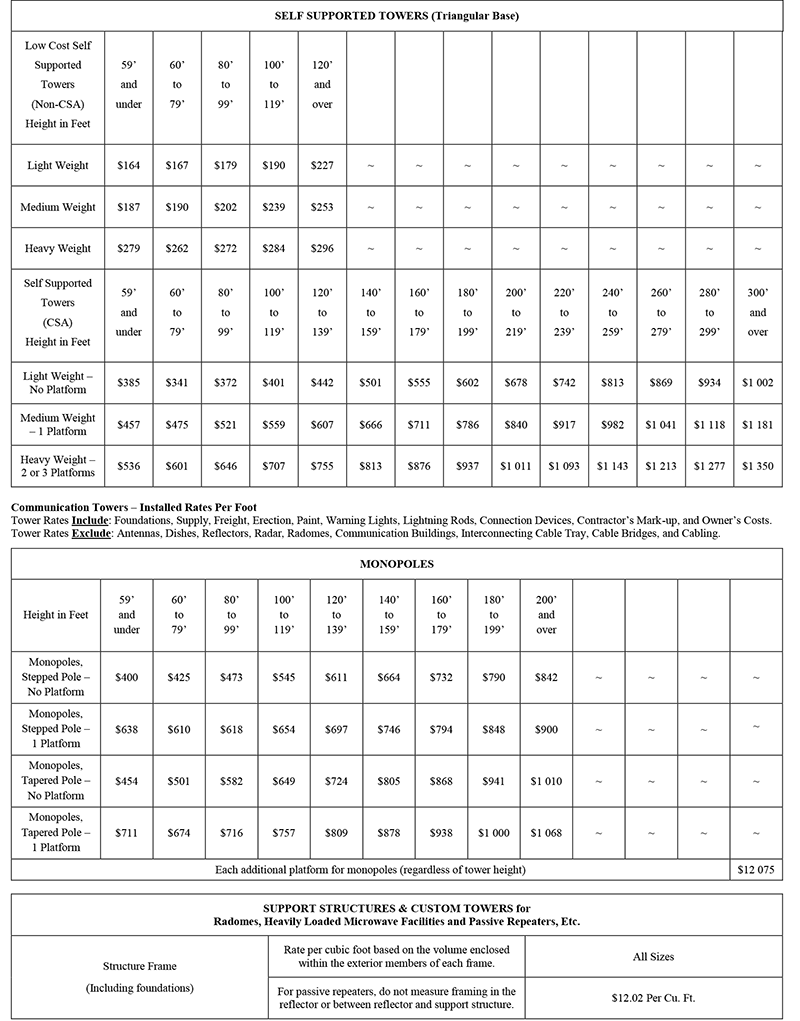 SELF SUPPORTED TOWERS (Triangular Base)
Low Cost Self Supported Towers (Non-CSA) Height in Feet 59’ and under 60’ to 79’ 80’ to 99’ 100’ to 119’ 120’ and over
Light Weight $164 $167 $179 $190 $227 ~ ~ ~ ~ ~ ~ ~ ~ ~
Medium Weight $187 $190 $202 $239 $253 ~ ~ ~ ~ ~ ~ ~ ~ ~
Heavy Weight $279 $262 $272 $284 $296 ~ ~ ~ ~ ~ ~ ~ ~ ~
Self Supported Towers (CSA) Height in Feet 59’ and under 60’ to 79’ 80’ to 99’ 100’ to 119’ 120’ to 139’ 140’ to 159’ 160’ to 179’ 180’ to 199’ 200’ to 219’ 220’ to 239’ 240’ to 259’ 260’ to 279’ 280’ to 299’ 300’ and over
Light Weight – No Platform $385 $341 $372 $401 $442 $501 $555 $602 $678 $742 $813 $869 $934 $1 002
Medium Weight – 1 Platform $457 $475 $521 $559 $607 $666 $711 $786 $840 $917 $982 $1 041 $1 118 $1 181
Heavy Weight – 2 or 3 Platforms $536 $601 $646 $707 $755 $813 $876 $937 $1 011 $1 093 $1 143 $1 213 $1 277 $1 350
Communication Towers – Installed Rates Per Foot
Tower Rates Include: Foundations, Supply, Freight, Erection, Paint, Warning Lights, Lightning Rods, Connection Devices, Contractor’s Mark-up, and Owner’s Costs.
Tower Rates Exclude: Antennas, Dishes, Reflectors, Radar, Radomes, Communication Buildings, Interconnecting Cable Tray, Cable Bridges, and Cabling.
MONOPOLES
Height in Feet 59’ and under 60’ to 79’ 80’ to 99’ 100’ to 119’ 120’ to 139’ 140’ to 159’ 160’ to 179’ 180’ to 199’ 200’ and over
Monopoles, Stepped Pole – No Platform $400 $425 $473 $545 $611 $664 $732 $790 $842 ~ ~ ~ ~
Monopoles, Stepped Pole – 1 Platform $638 $610 $618 $654 $697 $746 $794 $848 $900 ~ ~ ~ ~
Monopoles, Tapered Pole – No Platform $454 $501 $582 $649 $724 $805 $868 $941 $1 010 ~ ~ ~ ~
Monopoles, Tapered Pole – 1 Platform $711 $674 $716 $757 $809 $878 $938 $1 000 $1 068 ~ ~ ~ ~
Each additional platform for monopoles (regardless of tower height) $12 075
SUPPORT STRUCTURES & CUSTOM TOWERS for
Radomes, Heavily Loaded Microwave Facilities and Passive Repeaters, Etc.
Structure Frame
(Including foundations)
Rate per cubic foot based on the volume enclosed
within the exterior members of each frame.
All Sizes
For passive repeaters, do not measure framing in the
reflector or between reflector and support structure.
$12.02 Per Cu. Ft.